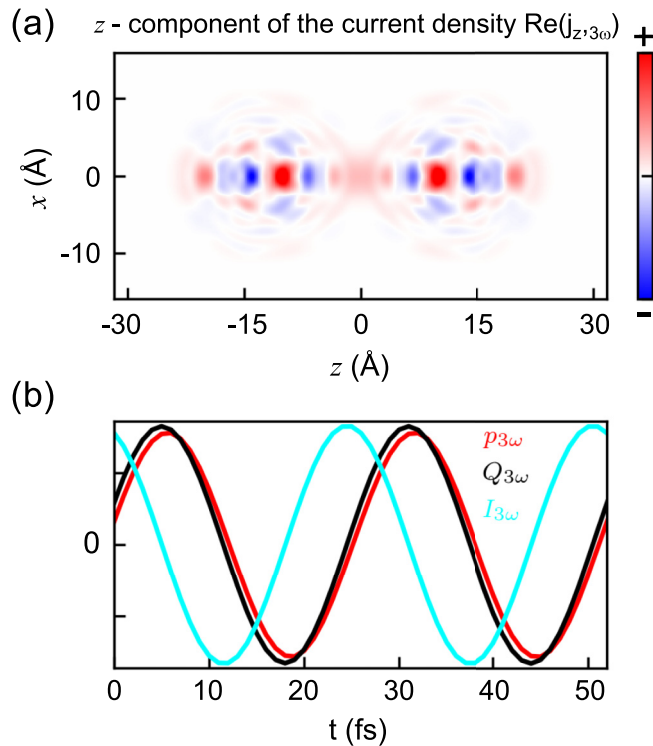 (a) z - component of the current density Re(j_z,3ω)
+
10
0
-10
x (Å)
-
-30 -15 0 15 30
z (Å)
(b)
p3ω
Q3ω
I3ω
0
0 10 20 30 40 50
t (fs)